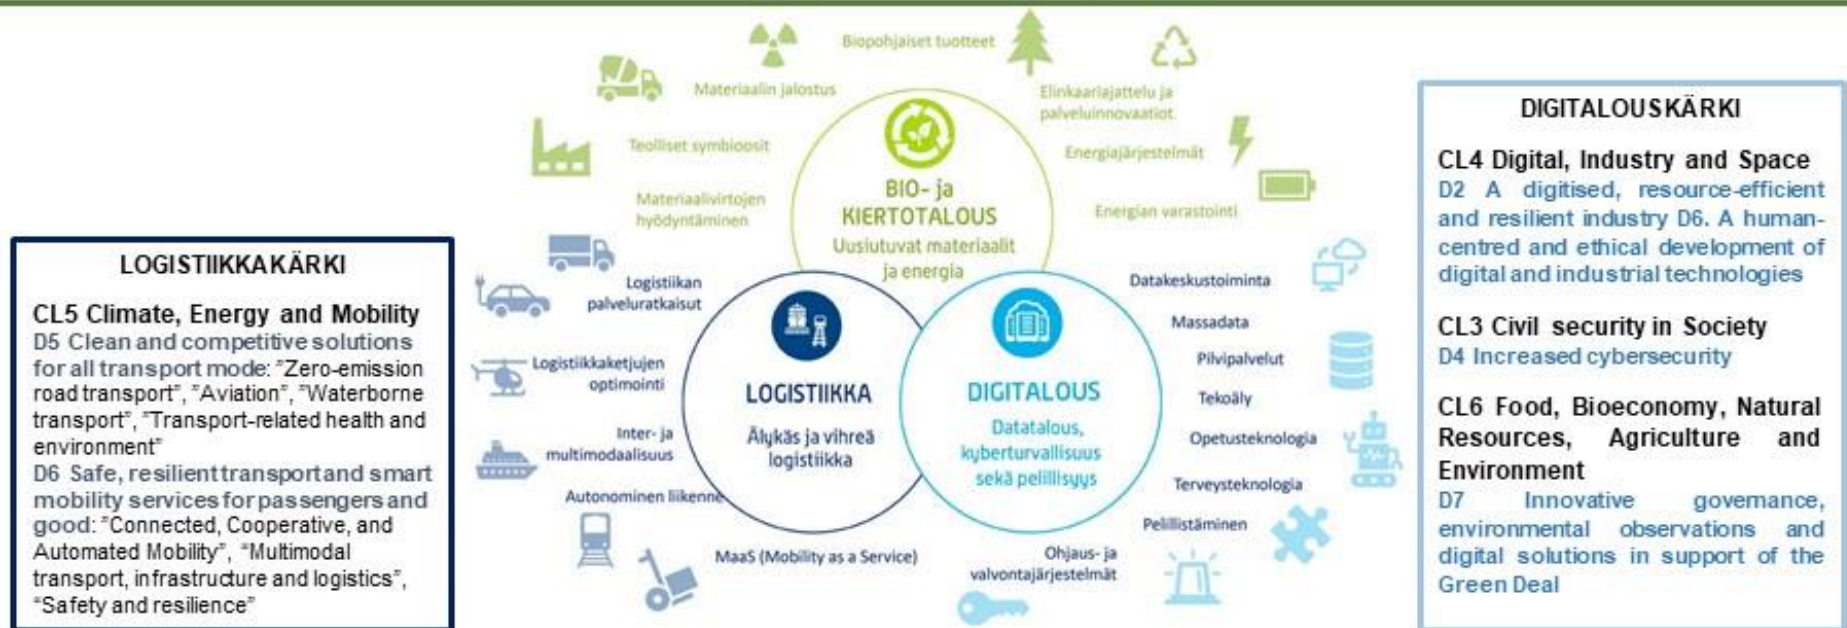 LOGISTIIKKAKÄRKI
CL5 Climate, Energy and Mobility
D5 Clean and competitive solutions
for all transport mode: "Zero-emission
road transport", "Aviation", "Waterborne
transport", "Transport-related health and
environment"
D6 Safe, resilient transport and smart
mobility services for passengers and
good: "Connected, Cooperative, and
Automated Mobility", "Multimodal
transport, infrastructure and logistics",
"Safety and resilience"
Biopohjaiset tuotteet
Materiaalin jalostus
Elinkaariajattelu ja
palveluinnovaatiot
Teolliset symbioosit
Energiajärjestelmät
Materiaalivirtojen
hyödyntäminen
Energian varastointi
BIO- ja
KIERTOTALOUS
Uusiutuvat materiaalit
ja energia
Logistiikan
palveluratkaisut
Logistiikkaketjujen
optimointi
Inter- ja
multimodaalisuus
Autonominen liikenne
MaaS (Mobility as a Service)
LOGISTIIKKA
Älykäs ja vihreä
logistiikka
DIGITALOUS
Datatalous,
kyberturvallisuus
sekä pelillisyys
Datakeskustoiminta
Massadata
Pilvipalvelut
Tekoäly
Opetusteknologia
Terveysteknologia
Pelillistäminen
Ohjaus- ja
valvontajärjestelmät
DIGITALOUSKÄRKI
CL4 Digital, Industry and Space
D2 A digitised, resource-efficient
and resilient industry D6. A human-
centred and ethical development of
digital and industrial technologies
CL3 Civil security in Society
D4 Increased cybersecurity
CL6 Food, Bioeconomy, Natural
Resources, Agriculture and
Environment
D7 Innovative governance,
environmental observations and
digital solutions in support of the
Green Deal